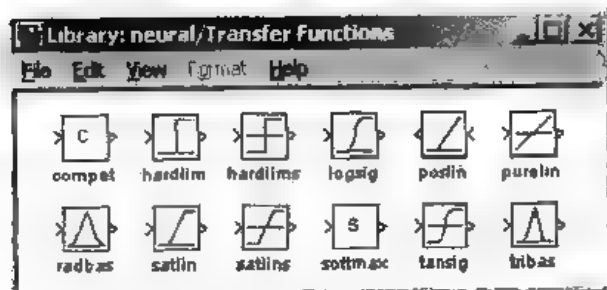 Library: neural/Transfer Functions
File Edit View Format Help
C
compet hardlim hardlims logsig poslin purelin
S
radbas satlin satlins softmax tansig tribas